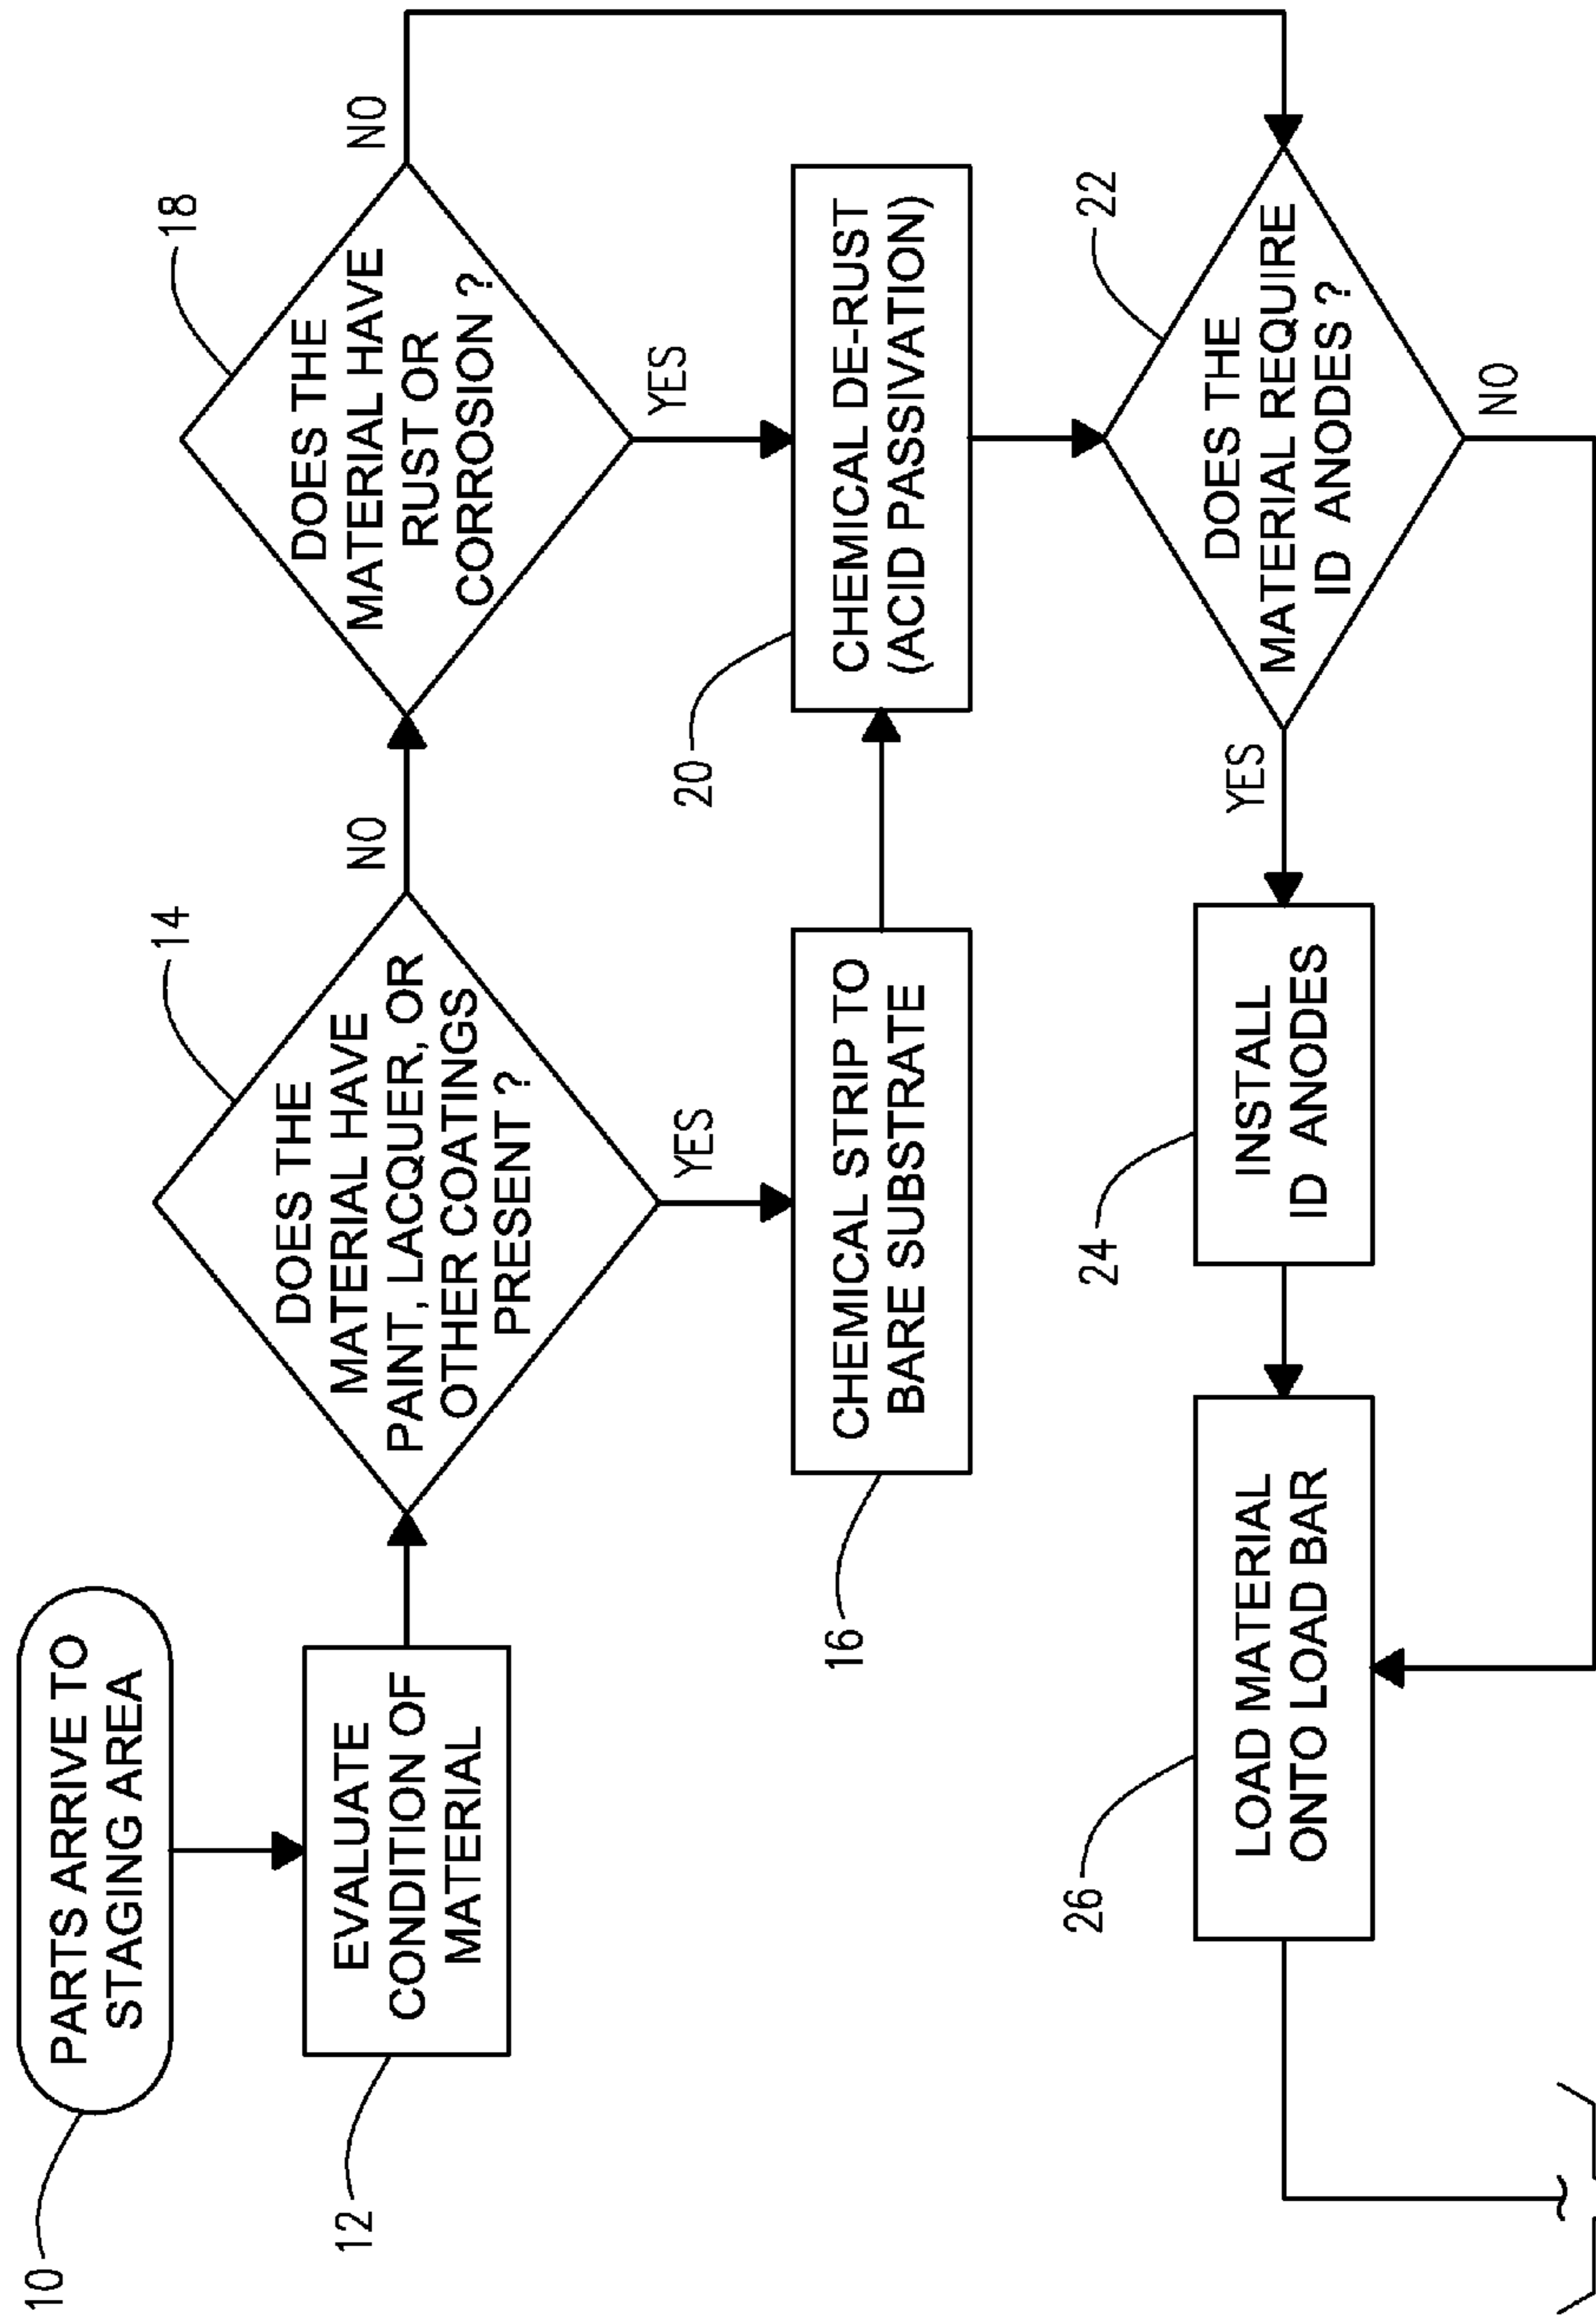 10
PARTS ARRIVE TO
STAGING AREA
12
EVALUATE
CONDITION OF
MATERIAL
14
DOES THE
MATERIAL HAVE
PAINT, LACQUER, OR
OTHER COATINGS
PRESENT ?
NO
YES
18
DOES THE
MATERIAL HAVE
RUST OR
CORROSION ?
NO
YES
16
CHEMICAL STRIP TO
BARE SUBSTRATE
20
CHEMICAL DE-RUST
(ACID PASSIVATION)
22
DOES THE
MATERIAL REQUIRE
ID ANODES ?
YES
NO
24
INSTALL
ID ANODES
26
LOAD MATERIAL
ONTO LOAD BAR